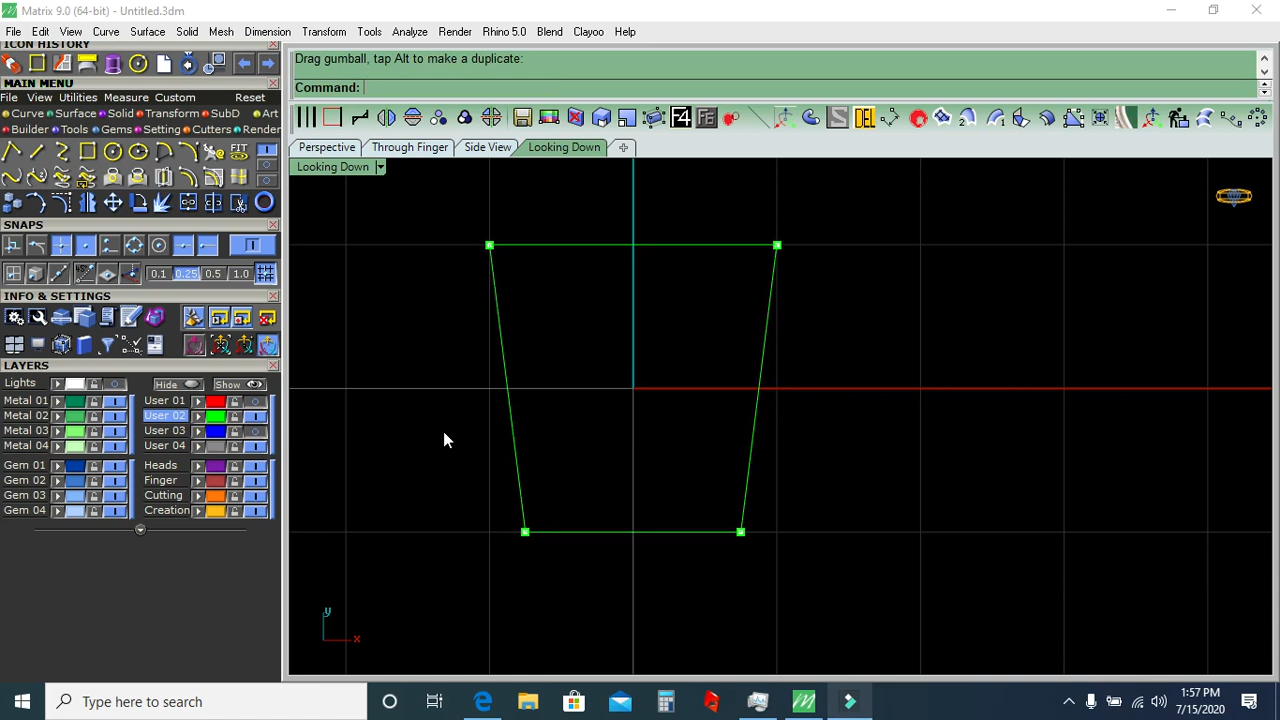 Matrix 9.0 (64-bit) - Untitled.3dm
File Edit View Curve Surface Solid Mesh Dimension Transform Tools Analyze Render Rhino 5.0 Blend Clayoo Help
ICON HISTORY
Drag gumball, tap Alt to make a duplicate:
Command:
MAIN MENU
File View Utilities Measure Custom Reset
Curve Surface Solid Transform SubD Art
Builder Tools Gems Setting Cutters Render
F4
DEL
FIT
Perspective Through Finger Side View Looking Down
Looking Down
SNAPS
0.1 0.25 0.5 1.0
INFO & SETTINGS
LAYERS
Lights Hide Show
Metal 01 User 01
Metal 02 User 02
Metal 03 User 03
Metal 04 User 04
Gem 01 Heads
Gem 02 Finger
Gem 03 Cutting
Gem 04 Creation
y
x
Type here to search
1:57 PM
7/15/2020